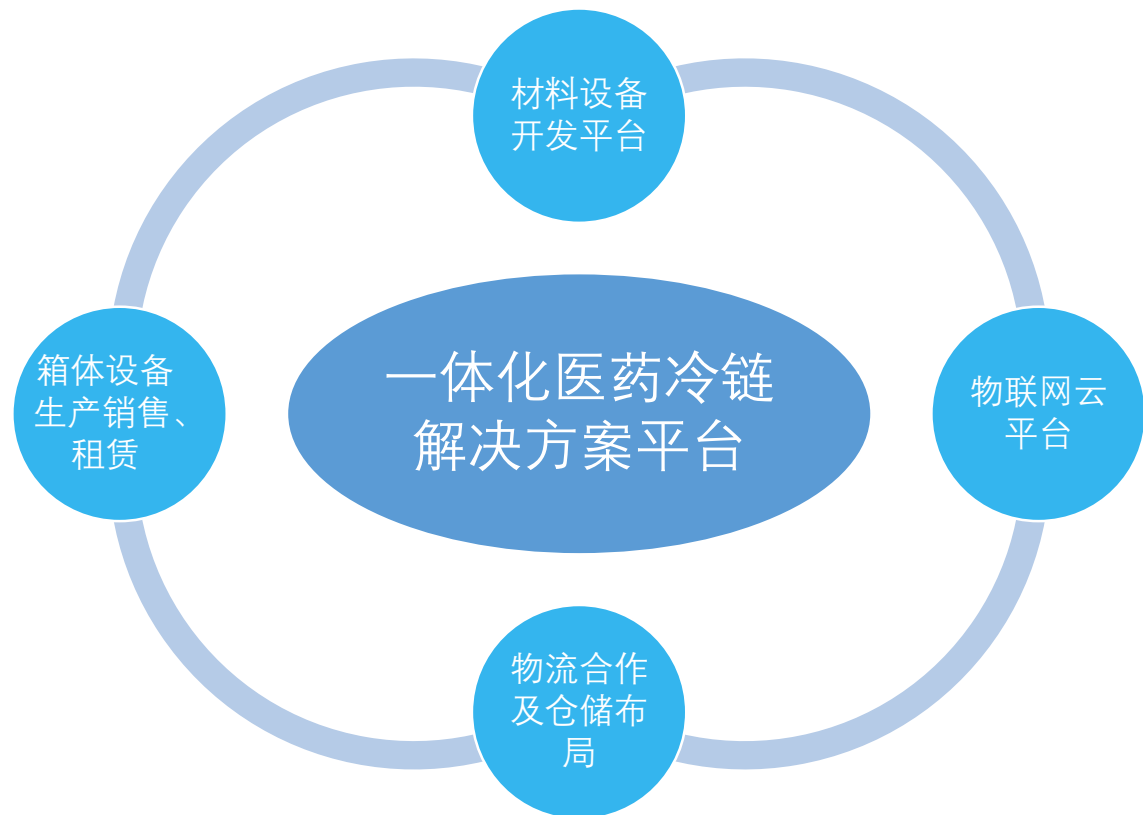 材料设备
开发平台
箱体设备
生产销售、
租赁
一体化医药冷链
解决方案平台
物联网云
平台
物流合作
及仓储布
局